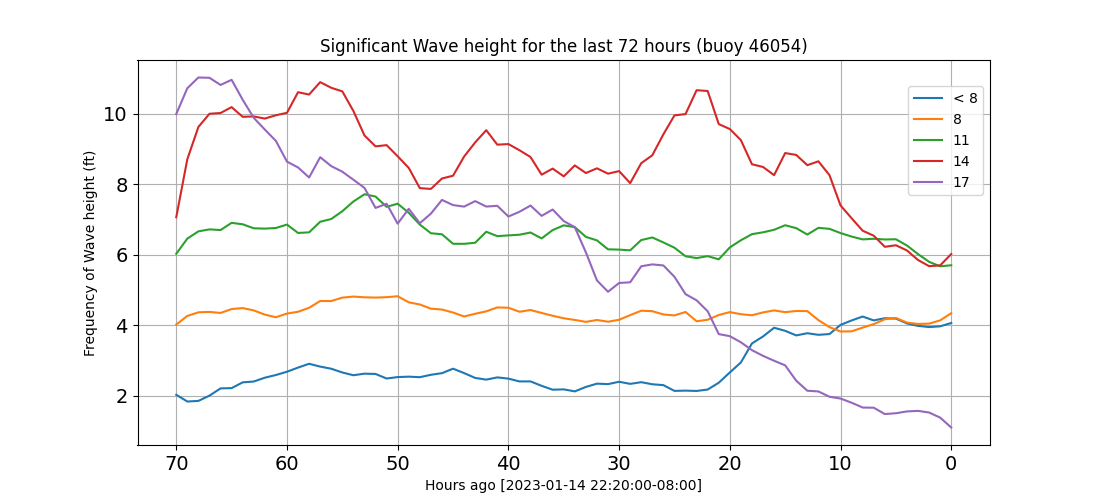 Significant Wave height for the last 72 hours (buoy 46054)
Frequency of Wave height (ft)
10
8
6
4
2
< 8
8
11
14
17
70 60 50 40 30 20 10 0
Hours ago [2023-01-14 22:20:00-08:00]